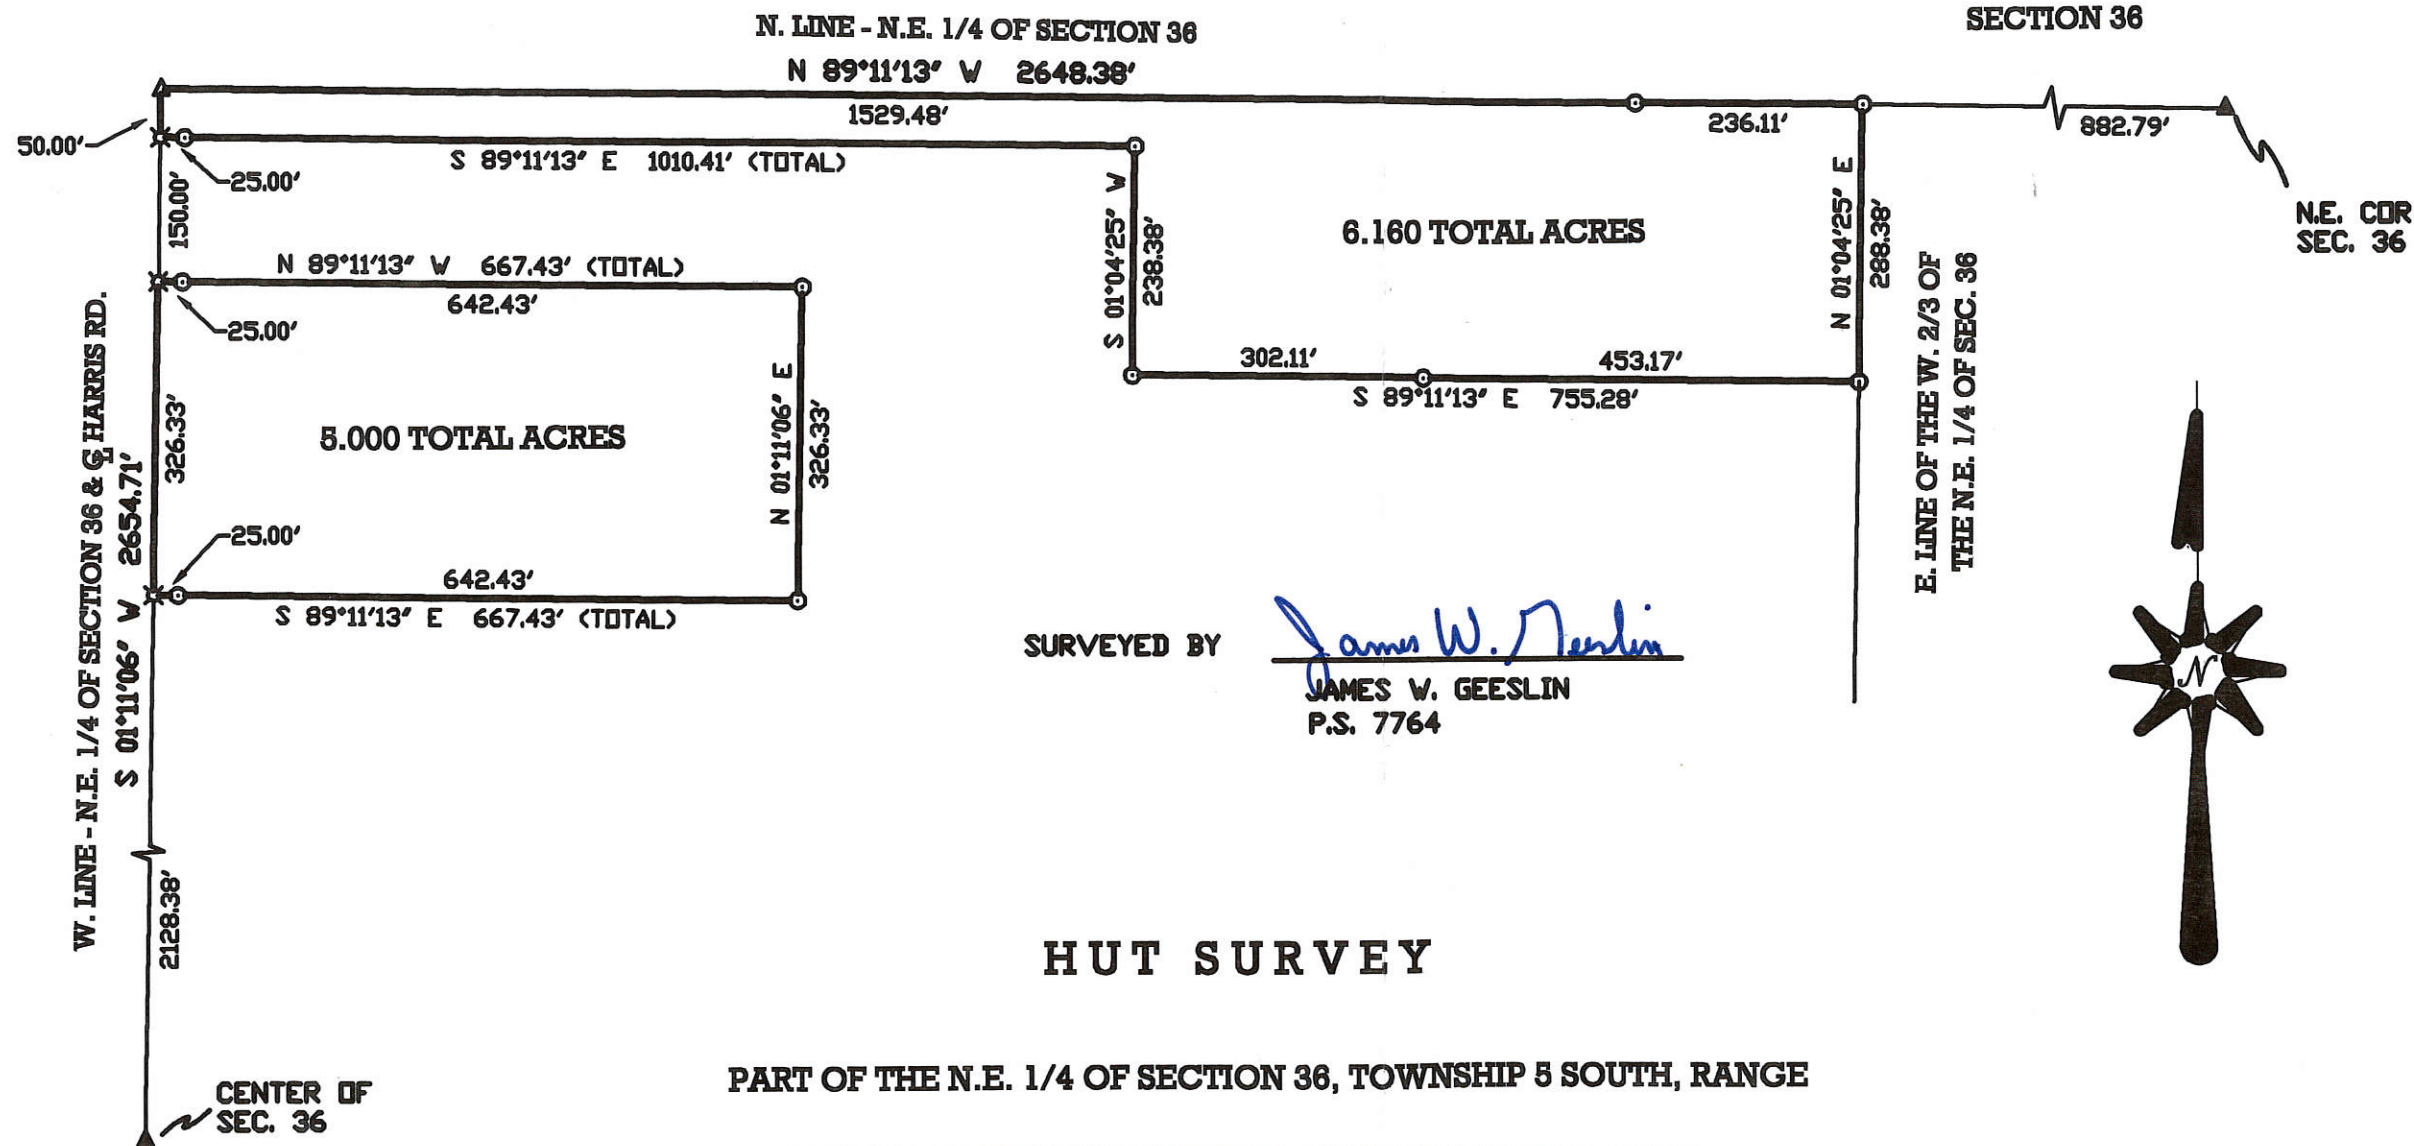 N. LINE - N.E. 1/4 OF SECTION 36
SECTION 36
N 89°11'13" W 2648.38'
1529.48'
236.11'
882.79'
50.00'
S 89°11'13" E 1010.41' (TOTAL)
25.00'
150.00'
N.E. COR
SEC. 36
S 01°04'25" W
238.38'
6.160 TOTAL ACRES
N 01°04'25" E
288.38'
N 89°11'13" W 667.43' (TOTAL)
642.43'
25.00'
302.11'
453.17'
S 89°11'13" E 755.28'
E. LINE OF THE W. 2/3 OF
THE N.E. 1/4 OF SEC. 36
W. LINE - N.E. 1/4 OF SECTION 36 & ℄ HARRIS RD.
S 01°11'06" W 2654.71'
326.33'
5.000 TOTAL ACRES
N 01°11'06" E
326.33'
25.00'
642.43'
S 89°11'13" E 667.43' (TOTAL)
SURVEYED BY James W. Geeslin
JAMES W. GEESLIN
P.S. 7764
N
2128.38'
HUT SURVEY
PART OF THE N.E. 1/4 OF SECTION 36, TOWNSHIP 5 SOUTH, RANGE
CENTER OF
SEC. 36